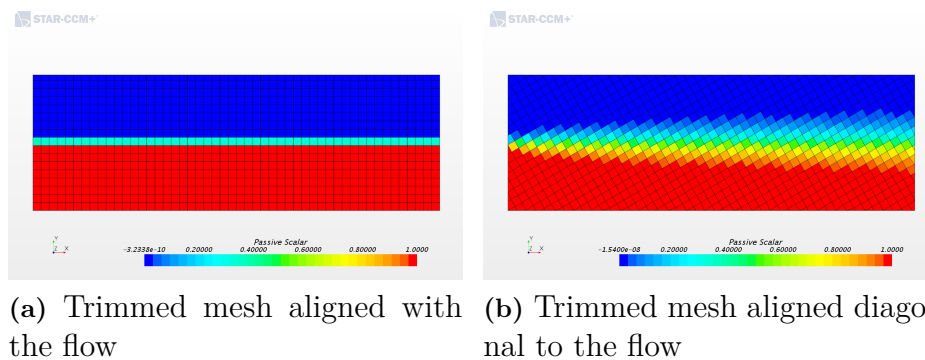 STAR-CCM+
STAR-CCM+
Y
Z X
Passive Scalar
-3.2338e-10 0.20000 0.40000 0.60000 0.80000 1.0000
Y
Z X
Passive Scalar
-1.5400e-08 0.20000 0.40000 0.60000 0.80000 1.0000
(a) Trimmed mesh aligned with
the flow
(b) Trimmed mesh aligned diago
nal to the flow